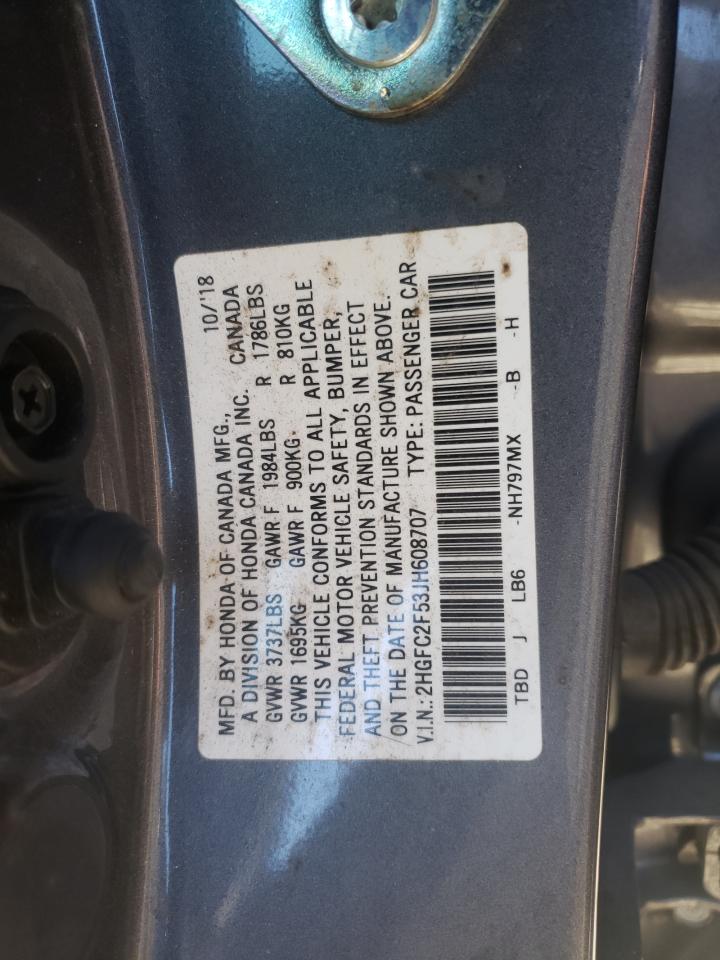 MFD. BY HONDA OF CANADA MFG., 10/'18
A DIVISION OF HONDA CANADA INC. CANADA
GVWR 3737LBS GAWR F 1984LBS R 1786LBS
GVWR 1695KG GAWR F 900KG R 810KG
THIS VEHICLE CONFORMS TO ALL APPLICABLE
FEDERAL MOTOR VEHICLE SAFETY, BUMPER,
AND THEFT PREVENTION STANDARDS IN EFFECT
ON THE DATE OF MANUFACTURE SHOWN ABOVE.
V.I.N.: 2HGFC2F53JH608707 TYPE: PASSENGER CAR
TBD J LB6 -NH797MX -B -H